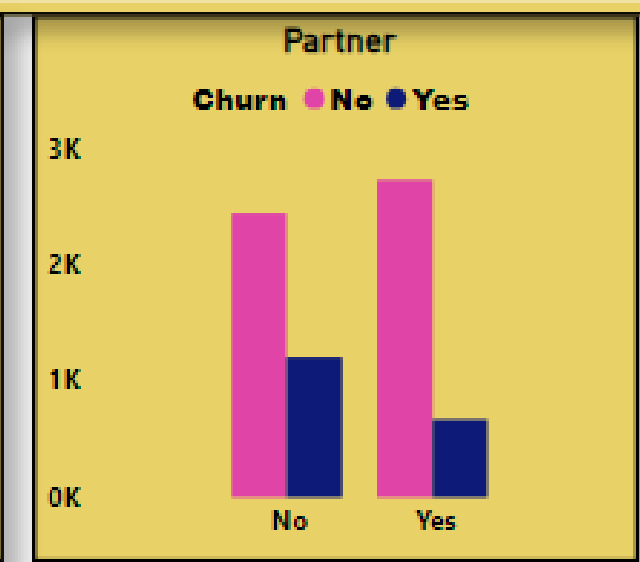 Partner
Churn No Yes
3K
2K
1K
0K
No Yes